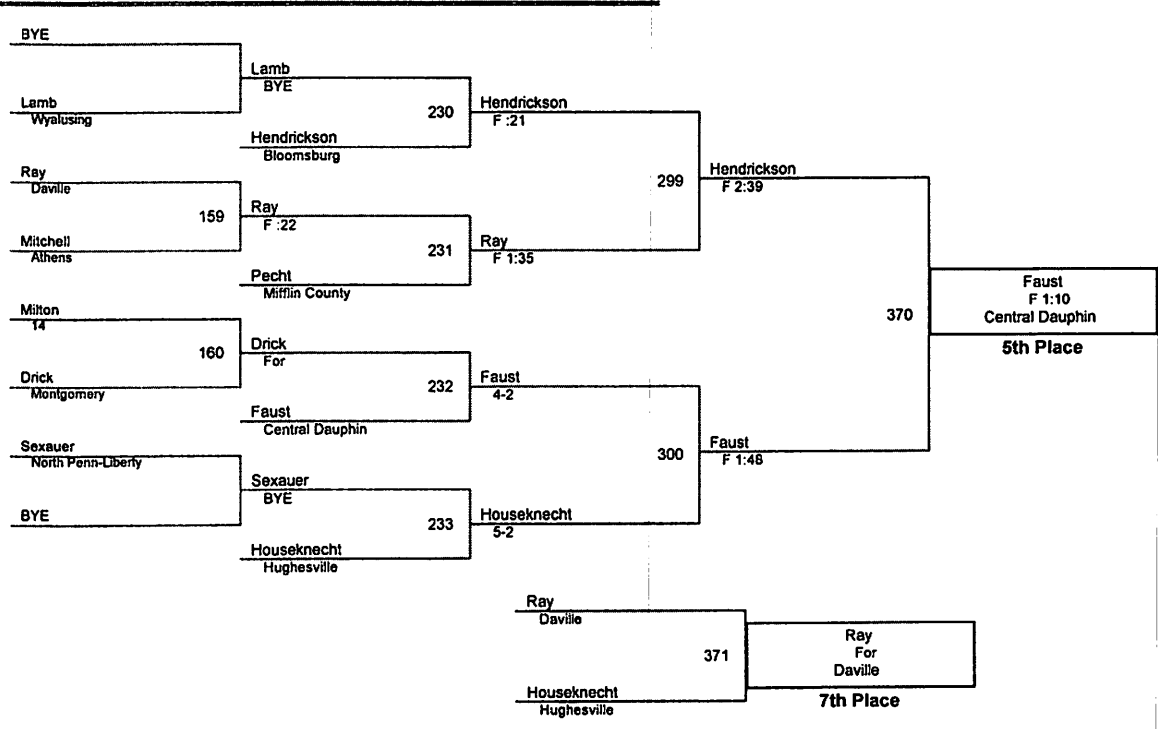 BYE
Lamb
BYE
Lamb
Wyalusing
230
Hendrickson
F :21
Hendrickson
Bloomsburg
Ray
Daville
299
Hendrickson
F 2:39
159
Ray
F :22
Mitchell
Athens
231
Ray
F 1:35
Pecht
Mifflin County
Milton
14
370
Faust
F 1:10
Central Dauphin
5th Place
160
Drick
For
Drick
Montgomery
232
Faust
4-2
Faust
Central Dauphin
Sexauer
North Penn-Liberty
300
Faust
F 1:48
Sexauer
BYE
BYE
233
Houseknecht
5-2
Houseknecht
Hughesville
Ray
Daville
371
Ray
For
Daville
7th Place
Houseknecht
Hughesville